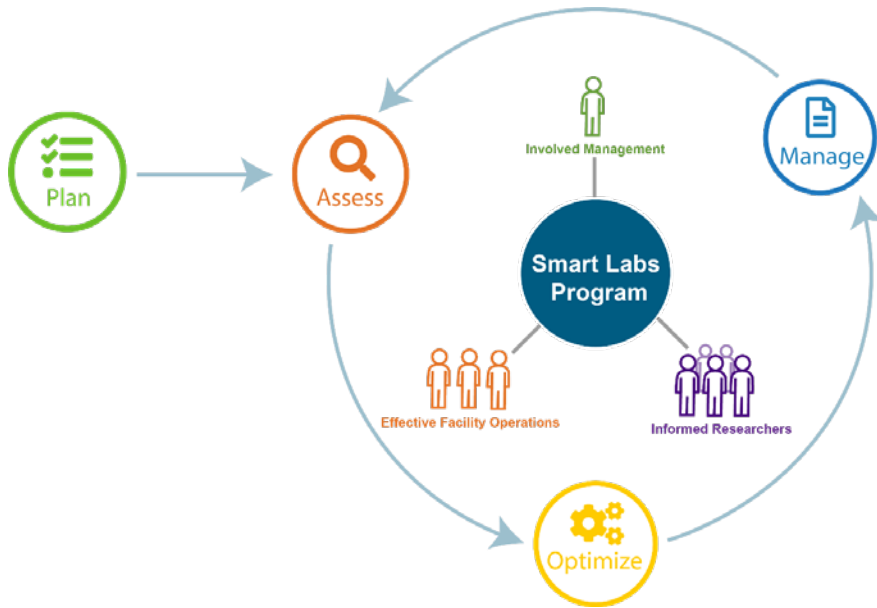 Plan
Assess
Manage
Involved Management
Smart Labs
Program
Effective Facility Operations
Informed Researchers
Optimize